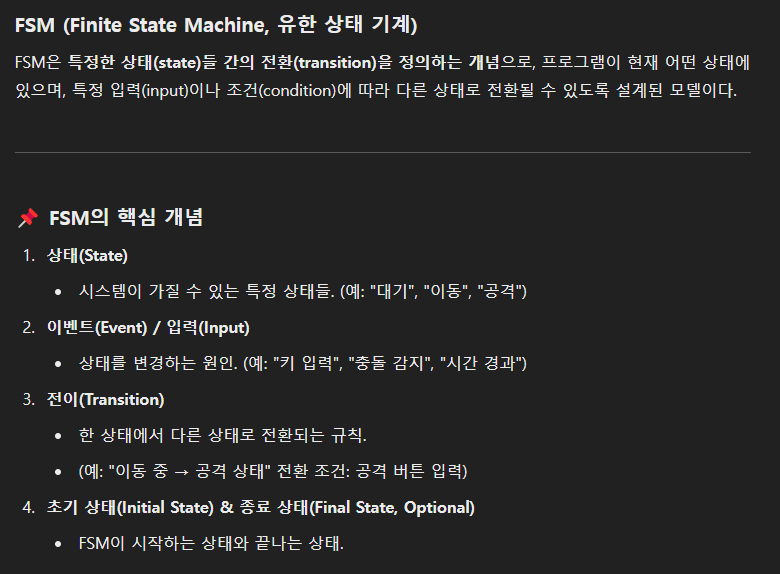 FSM (Finite State Machine, 유한 상태 기계)
FSM은 특정한 상태(state)들 간의 전환(transition)을 정의하는 개념으로, 프로그램이 현재 어떤 상태에
있으며, 특정 입력(input)이나 조건(condition)에 따라 다른 상태로 전환될 수 있도록 설계된 모델이다.
📌 FSM의 핵심 개념
1. 상태(State)
• 시스템이 가질 수 있는 특정 상태들. (예: "대기", "이동", "공격")
2. 이벤트(Event) / 입력(Input)
• 상태를 변경하는 원인. (예: "키 입력", "충돌 감지", "시간 경과")
3. 전이(Transition)
• 한 상태에서 다른 상태로 전환되는 규칙.
• (예: "이동 중 → 공격 상태" 전환 조건: 공격 버튼 입력)
4. 초기 상태(Initial State) & 종료 상태(Final State, Optional)
• FSM이 시작하는 상태와 끝나는 상태.